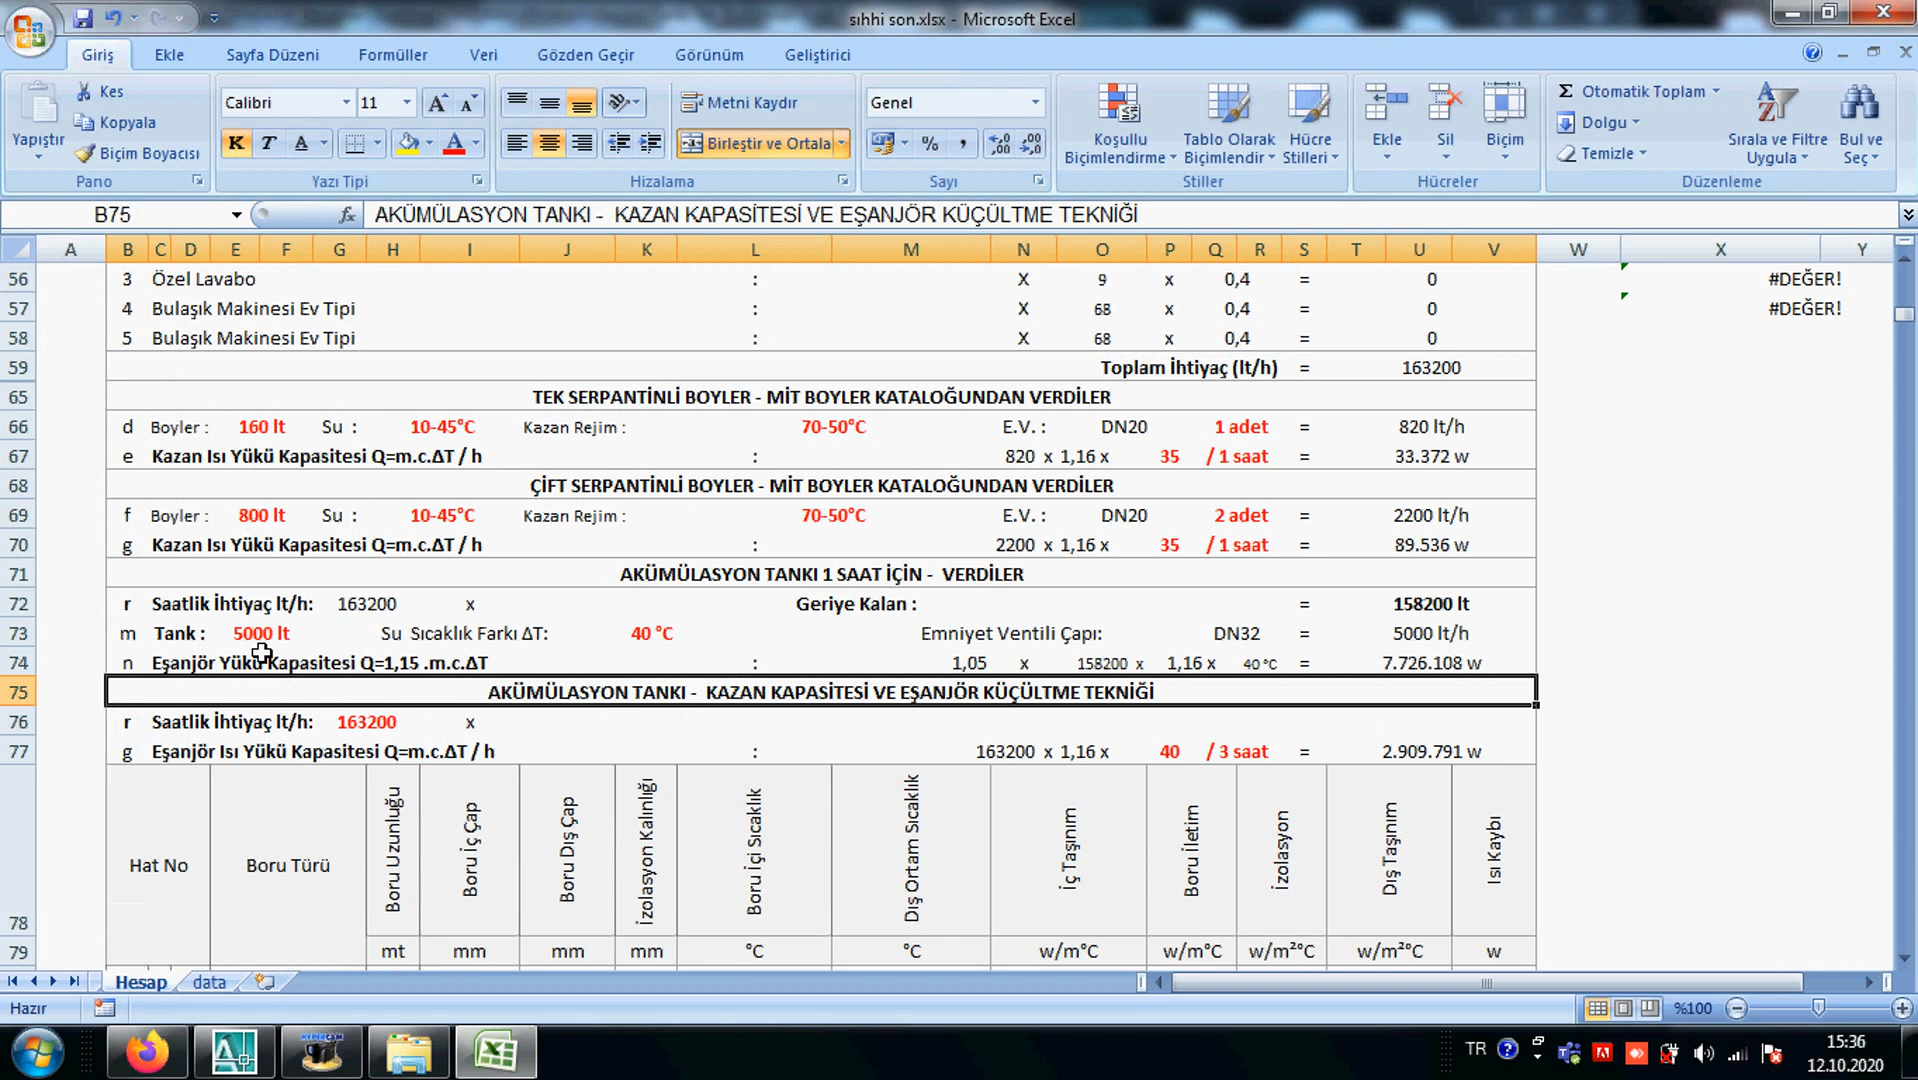 sıhhi son.xlsx - Microsoft Excel
Giriş Ekle Sayfa Düzeni Formüller Veri Gözden Geçir Görünüm Geliştirici
Yapıştır Kes Kopyala Biçim Boyacısı Pano
Calibri 11 K T A Yazı Tipi
Metni Kaydır Birleştir ve Ortala Hizalama
Genel % Sayı
Koşullu Biçimlendirme Tablo Olarak Biçimlendir Hücre Stilleri Stiller
Ekle Sil Biçim Hücreler
Σ Otomatik Toplam Dolgu Temizle Sırala ve Filtre Uygula Bul ve Seç Düzenleme
B75 fx AKÜMÜLASYON TANKI - KAZAN KAPASİTESİ VE EŞANJÖR KÜÇÜLTME TEKNİĞİ
A B C D E F G H I J K L M N O P Q R S T U V W X Y
56 3 Özel Lavabo : X 9 x 0,4 = 0 #DEĞER!
57 4 Bulaşık Makinesi Ev Tipi : X 68 x 0,4 = 0 #DEĞER!
58 5 Bulaşık Makinesi Ev Tipi : X 68 x 0,4 = 0
59 Toplam İhtiyaç (lt/h) = 163200
65 TEK SERPANTİNLİ BOYLER - MİT BOYLER KATALOĞUNDAN VERDİLER
66 d Boyler : 160 lt Su : 10-45°C Kazan Rejim : 70-50°C E.V. : DN20 1 adet = 820 lt/h
67 e Kazan Isı Yükü Kapasitesi Q=m.c.ΔT / h : 820 x 1,16 x 35 / 1 saat = 33.372 w
68 ÇİFT SERPANTİNLİ BOYLER - MİT BOYLER KATALOĞUNDAN VERDİLER
69 f Boyler : 800 lt Su : 10-45°C Kazan Rejim : 70-50°C E.V. : DN20 2 adet = 2200 lt/h
70 g Kazan Isı Yükü Kapasitesi Q=m.c.ΔT / h : 2200 x 1,16 x 35 / 1 saat = 89.536 w
71 AKÜMÜLASYON TANKI 1 SAAT İÇİN - VERDİLER
72 r Saatlik İhtiyaç lt/h: 163200 x Geriye Kalan : = 158200 lt
73 m Tank : 5000 lt Su Sıcaklık Farkı ΔT: 40 °C Emniyet Ventili Çapı: DN32 = 5000 lt/h
74 n Eşanjör Yükü Kapasitesi Q=1,15 .m.c.ΔT : 1,05 x 158200 x 1,16 x 40 °C = 7.726.108 w
75 AKÜMÜLASYON TANKI - KAZAN KAPASİTESİ VE EŞANJÖR KÜÇÜLTME TEKNİĞİ
76 r Saatlik İhtiyaç lt/h: 163200 x
77 g Eşanjör Isı Yükü Kapasitesi Q=m.c.ΔT / h : 163200 x 1,16 x 40 / 3 saat = 2.909.791 w
78 Hat No Boru Türü Boru Uzunluğu Boru İç Çap Boru Dış Çap İzolasyon Kalınlığı Boru İçi Sıcaklık Dış Ortam Sıcaklık İç Taşınım Boru İletim İzolasyon Dış Taşınım Isı Kaybı
79 mt mm mm mm °C °C w/m°C w/m°C w/m²°C w/m²°C w
Hesap data
Hazır %100
TR 15:36
12.10.2020